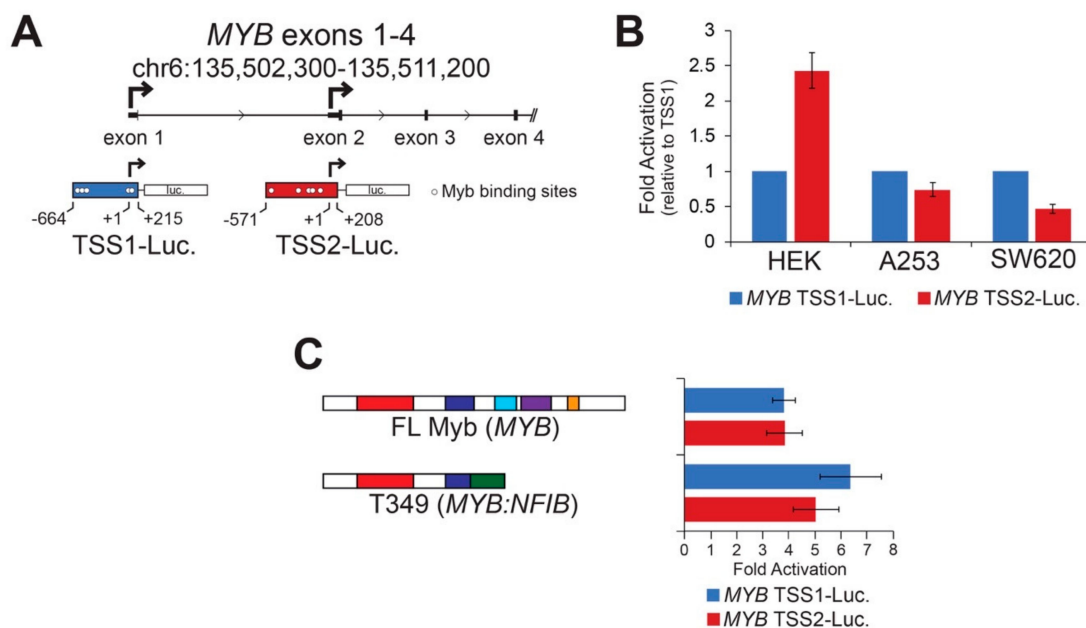 A
MYB exons 1-4
chr6:135,502,300-135,511,200
exon 1
exon 2
exon 3
exon 4
luc.
luc.
Myb binding sites
-664
+1
+215
-571
+1
+208
TSS1-Luc.
TSS2-Luc.
B
Fold Activation
(relative to TSS1)
3
2.5
2
1.5
1
0.5
0
HEK
A253
SW620
MYB TSS1-Luc.
MYB TSS2-Luc.
C
FL Myb (MYB)
T349 (MYB:NFIB)
0 1 2 3 4 5 6 7 8
Fold Activation
MYB TSS1-Luc.
MYB TSS2-Luc.